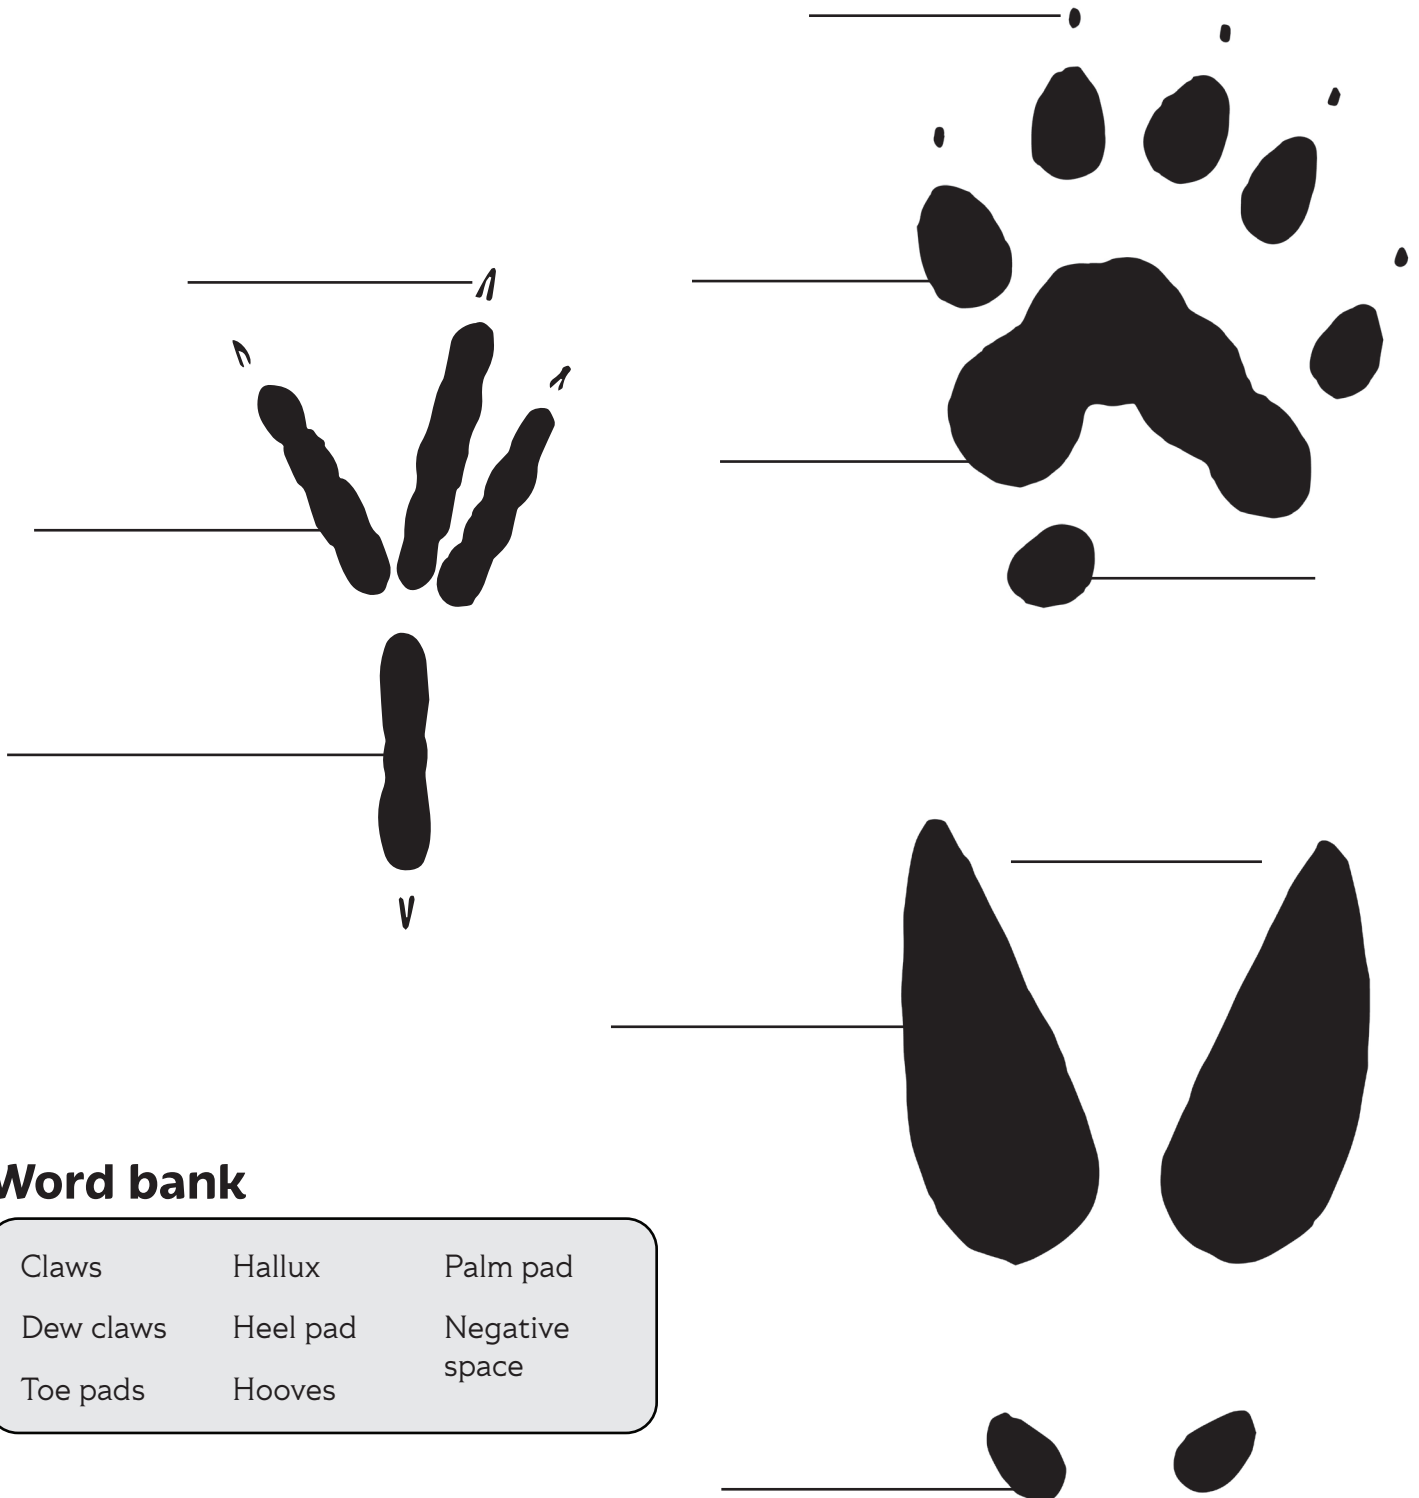 Word bank
Claws
Hallux
Palm pad
Dew claws
Heel pad
Negative
space
Toe pads
Hooves